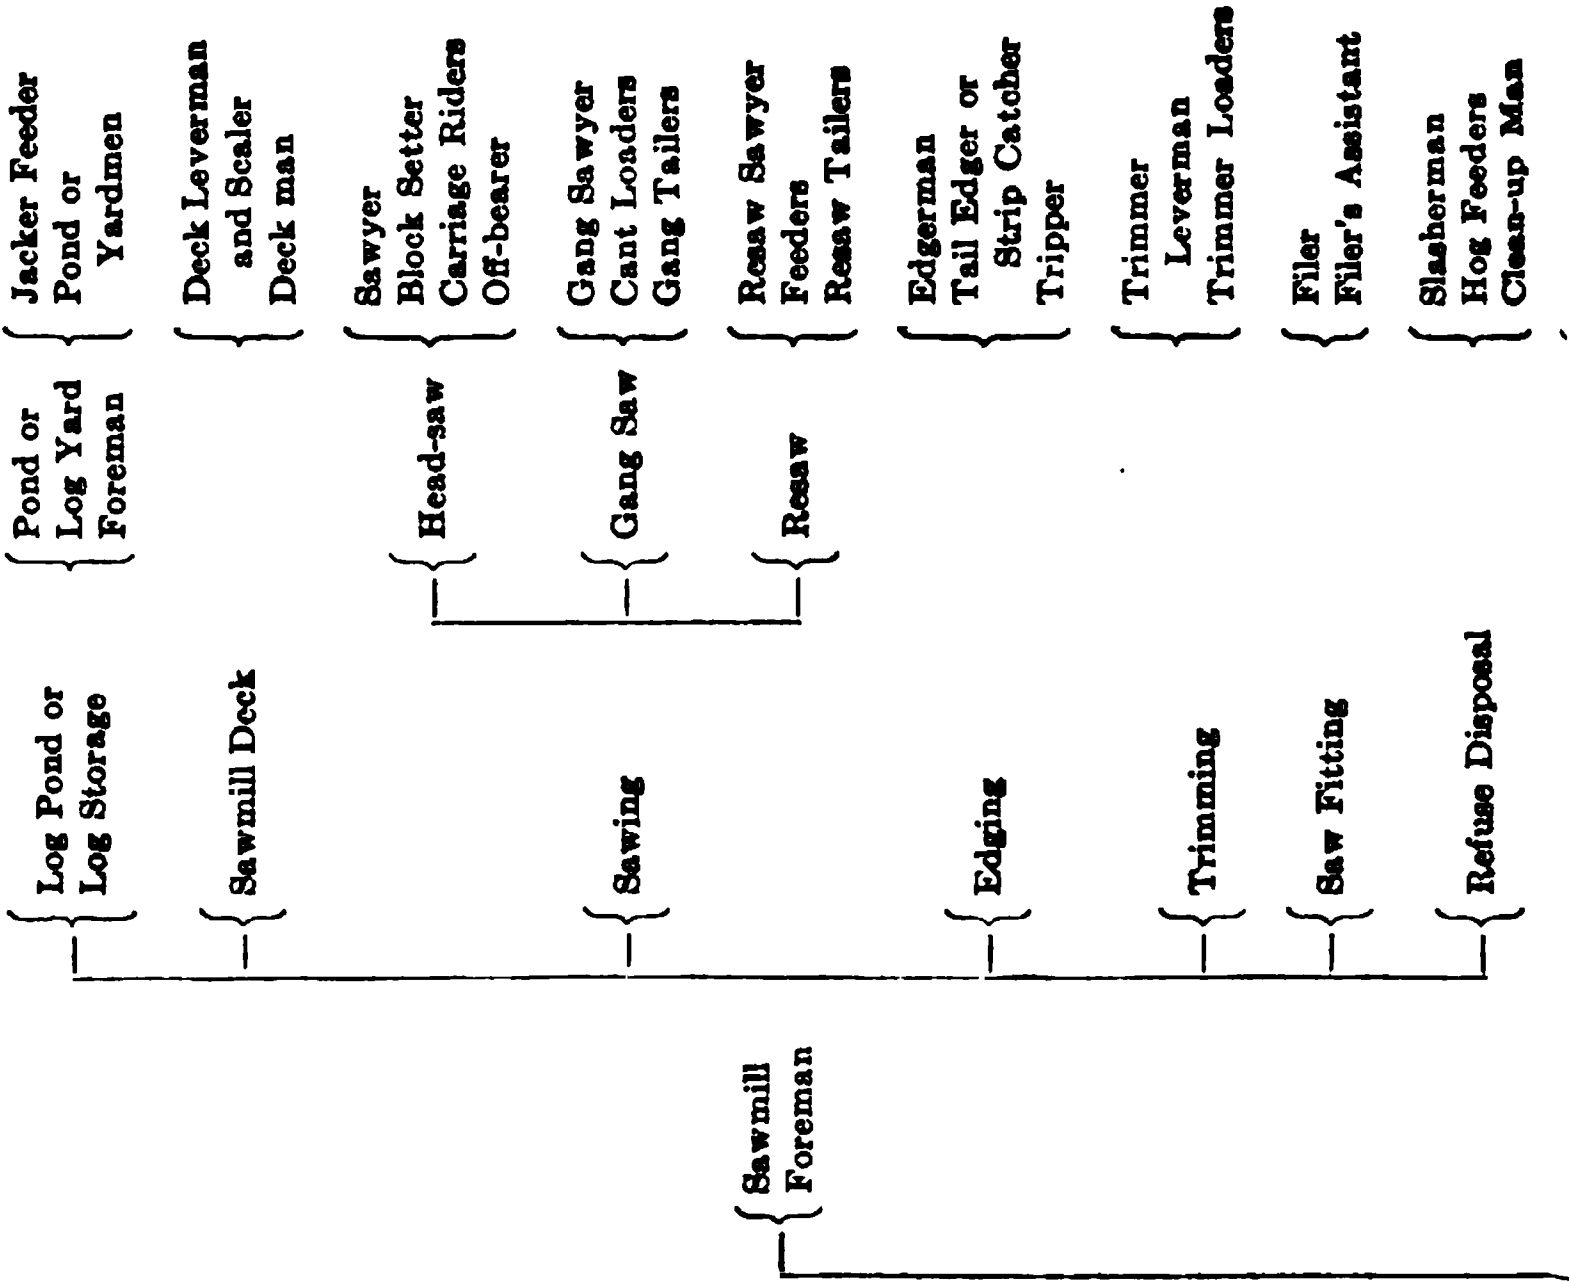 Sawmill
Foreman
Log Pond or
Log Storage
Pond or
Log Yard
Foreman
Jacker Feeder
Pond or
Yardmen
Sawmill Deck
Deck Leverman
and Scaler
Deck man
Sawing
Head-saw
Sawyer
Block Setter
Carriage Riders
Off-bearer
Gang Saw
Gang Sawyer
Cant Loaders
Gang Tailers
Resaw
Resaw Sawyer
Feeders
Resaw Tailers
Edging
Edgerman
Tail Edger or
Strip Catcher
Tripper
Trimming
Trimmer
Leverman
Trimmer Loaders
Saw Fitting
Filer
Filer's Assistant
Refuse Disposal
Slasherman
Hog Feeders
Clean-up Man